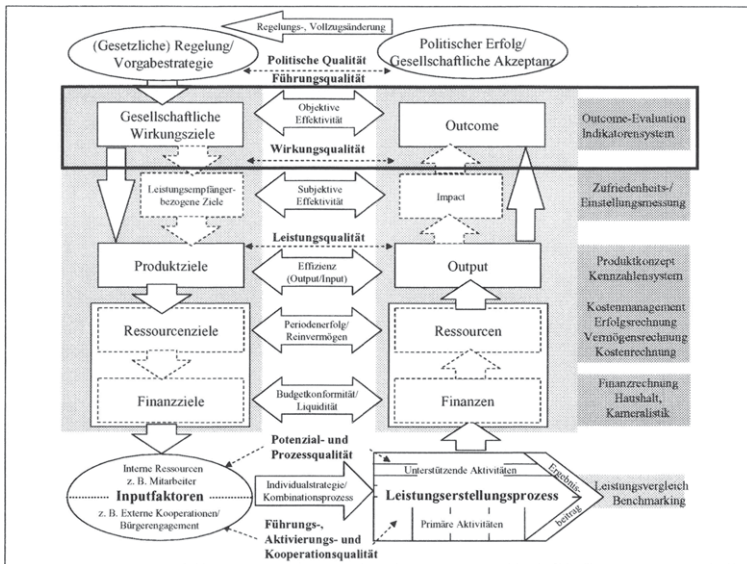 Regelungs-, Vollzugsänderung
(Gesetzliche) Regelung/
Vorgabestrategie
Politischer Erfolg/
Gesellschaftliche Akzeptanz
Politische Qualität
Führungsqualität
Gesellschaftliche
Wirkungsziele
Objektive
Effektivität
Outcome
Outcome-Evaluation
Indikatorensystem
Wirkungsqualität
Leistungsempfänger-
bezogene Ziele
Subjektive
Effektivität
Impact
Zufriedenheits-/
Einstellungsmessung
Leistungsqualität
Produktziele
Effizienz
(Output/Input)
Output
Produktkonzept
Kennzahlensystem
Ressourcenziele
Periodenerfolg/
Reinvermögen
Ressourcen
Kostenmanagement
Erfolgsrechnung
Vermögensrechnung
Kostenrechnung
Finanzziele
Budgetkonformität/
Liquidität
Finanzen
Finanzrechnung
Haushalt,
Kameralistik
Potenzial- und
Prozessqualität
Interne Ressourcen
z. B. Mitarbeiter
Inputfaktoren
z. B. Externe Kooperationen/
Bürgerengagement
Individualstrategie/
Kombinationsprozess
Unterstützende Aktivitäten
Leistungserstellungsprozess
Primäre Aktivitäten
Ergebnis-
beitrag
Leistungsvergleich
Benchmarking
Führungs-,
Aktivierungs- und
Kooperationsqualität